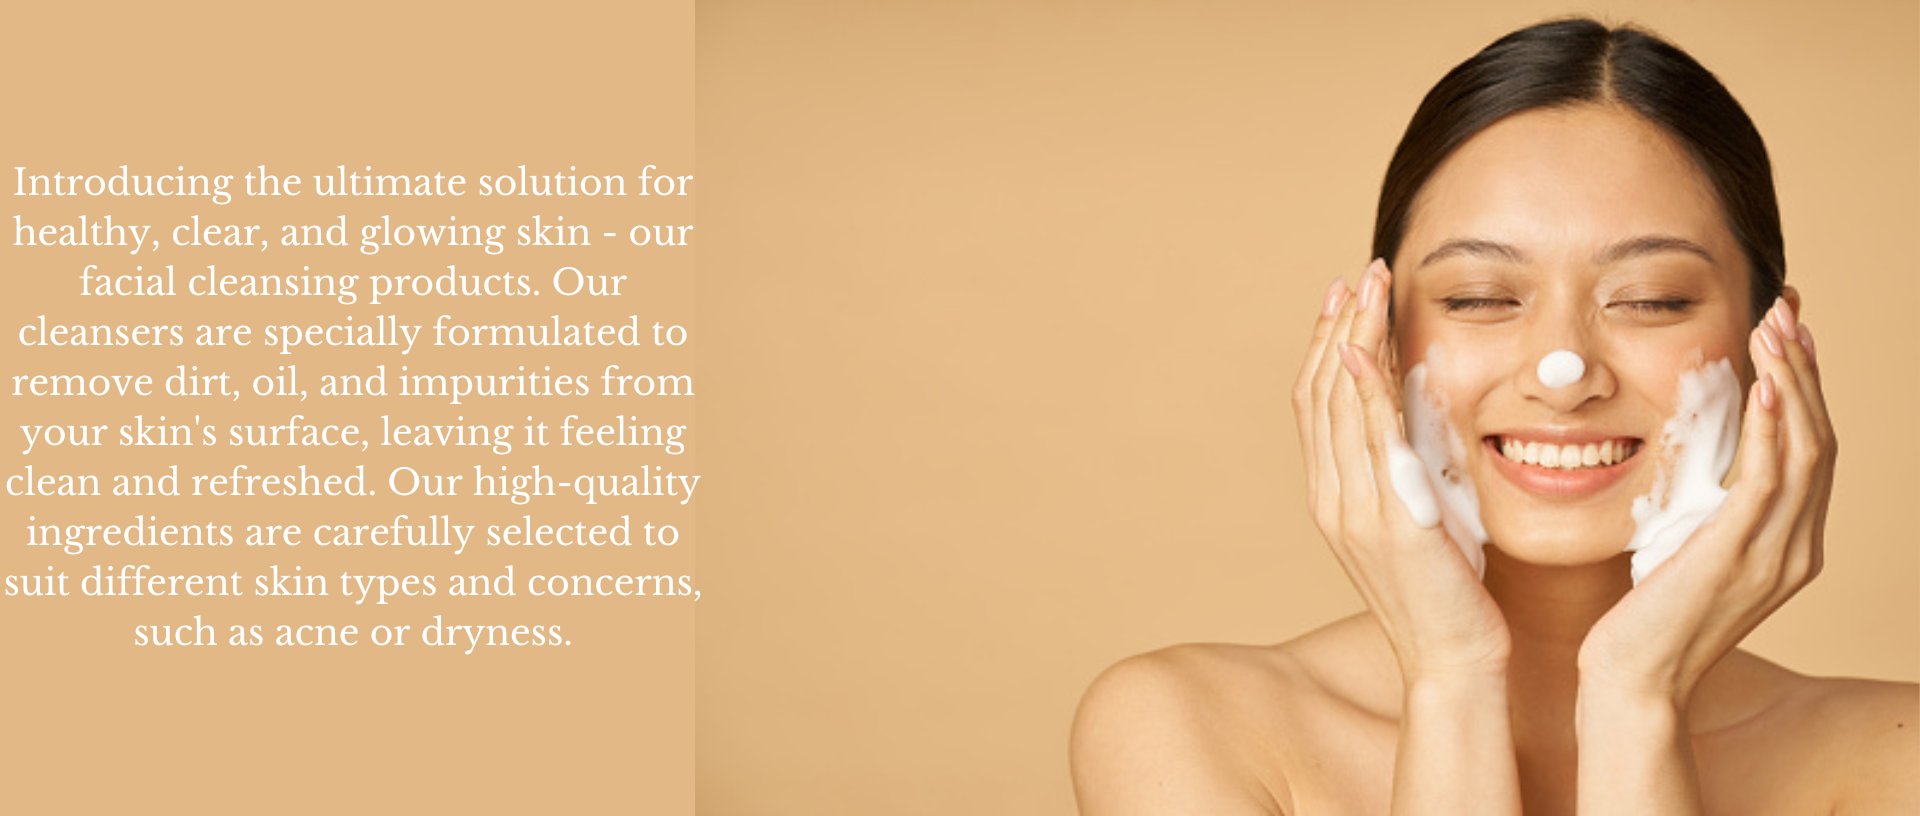 Introducing the ultimate solution for
healthy, clear, and glowing skin - our
facial cleansing products. Our
cleansers are specially formulated to
remove dirt, oil, and impurities from
your skin's surface, leaving it feeling
clean and refreshed. Our high-quality
ingredients are carefully selected to
suit different skin types and concerns,
such as acne or dryness.